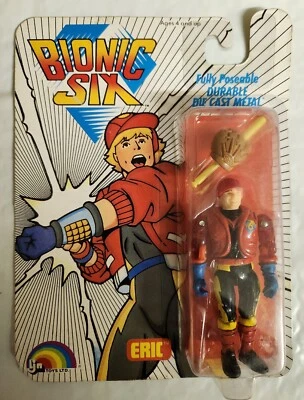 Ages 4 and up
BIONIC
SIX
Fully Poseable
DURABLE
DIE CAST METAL
ERIC
LJN
TOYS LTD.